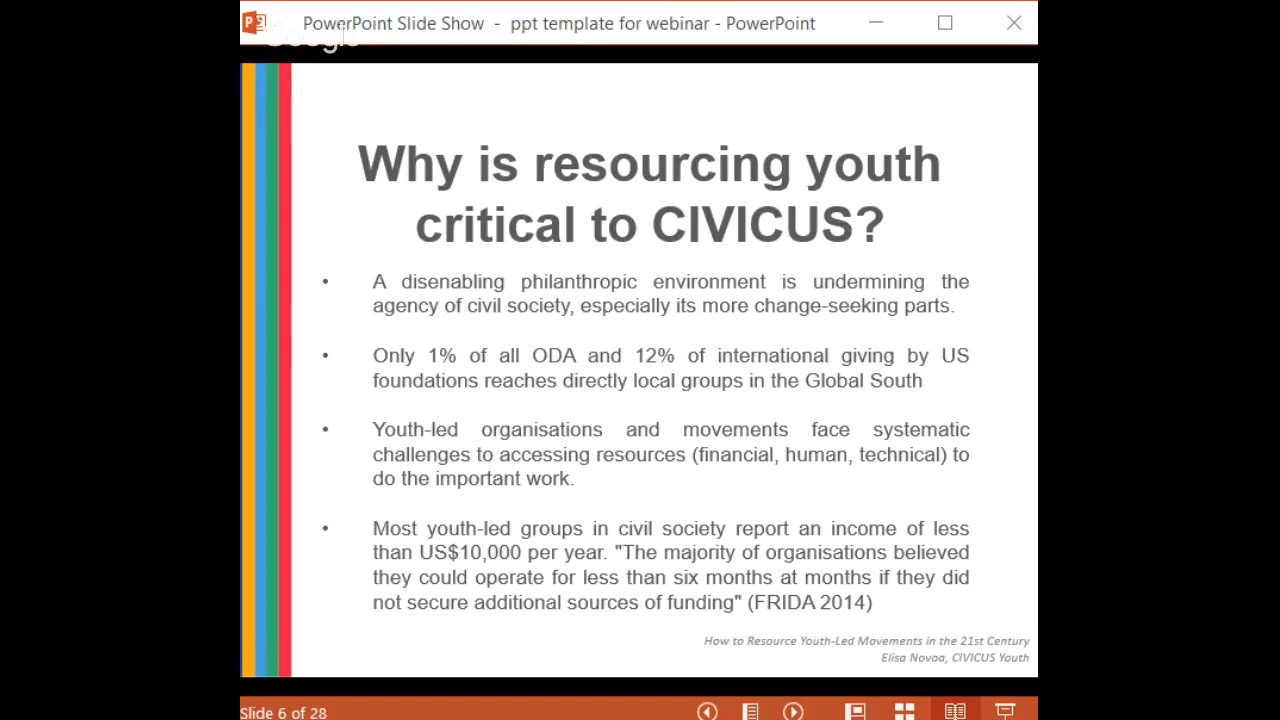 PowerPoint Slide Show - ppt template for webinar - PowerPoint
Google
Why is resourcing youth
critical to CIVICUS?
• A disenabling philanthropic environment is undermining the
agency of civil society, especially its more change-seeking parts.
• Only 1% of all ODA and 12% of international giving by US
foundations reaches directly local groups in the Global South
• Youth-led organisations and movements face systematic
challenges to accessing resources (financial, human, technical) to
do the important work.
• Most youth-led groups in civil society report an income of less
than US$10,000 per year. "The majority of organisations believed
they could operate for less than six months at months if they did
not secure additional sources of funding" (FRIDA 2014)
How to Resource Youth-Led Movements in the 21st Century
Elisa Novoa, CIVICUS Youth
Slide 6 of 28